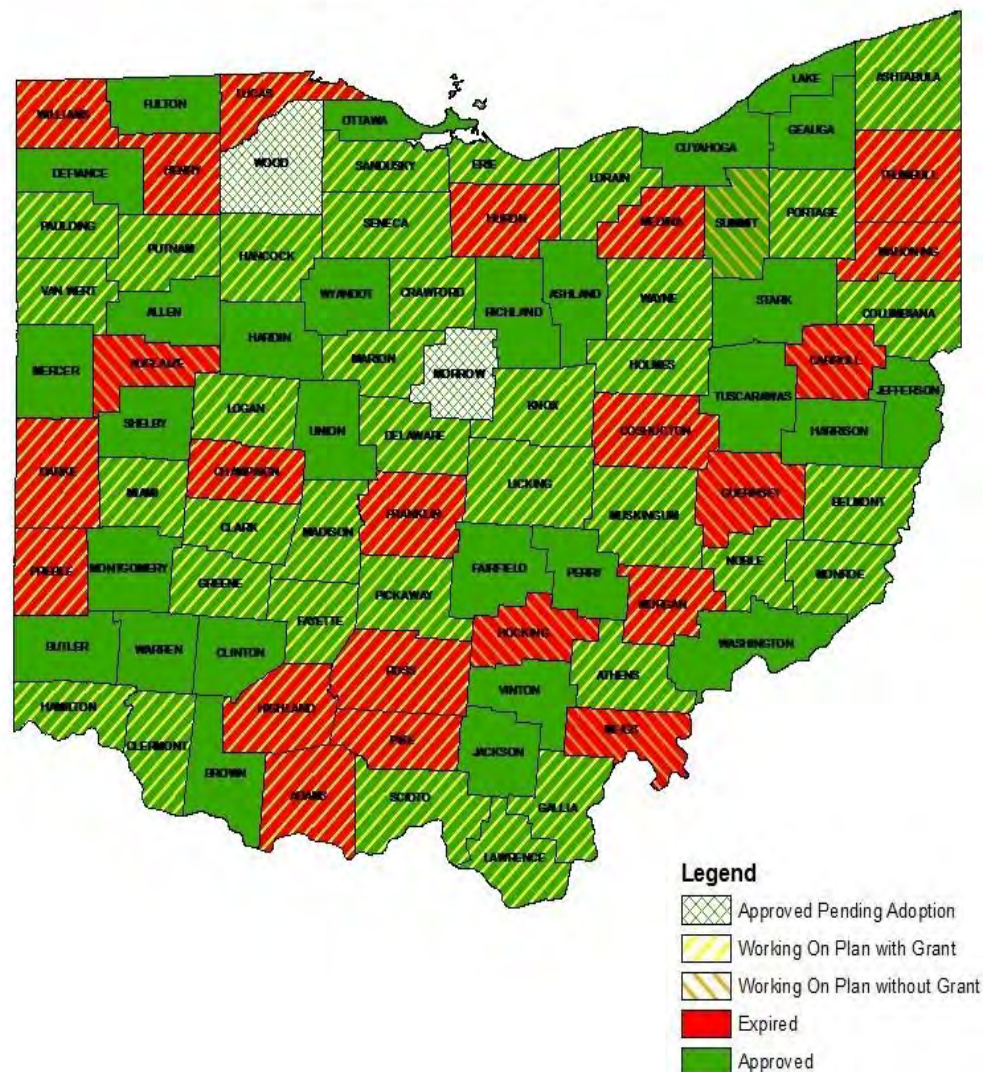 LAKE
ASHTABULA
WILLIAMS
FULTON
LUCAS
OTTAWA
GEAUGA
CUYAHOGA
WOOD
SANDUSKY
ERIE
LORAIN
TRUMBULL
DEFIANCE
HENRY
HURON
MEDINA
SUMMIT
PORTAGE
PAULDING
SENECA
PUTNAM
HANCOCK
MAHONING
VAN WERT
WYANDOT
CRAWFORD
ASHLAND
WAYNE
STARK
ALLEN
RICHLAND
COLUMBIANA
HARDIN
MERCER
AUGLAIZE
MARION
MORROW
HOLMES
CARROLL
TUSCARAWAS
JEFFERSON
LOGAN
KNOX
SHELBY
UNION
DELAWARE
COSHOCTON
HARRISON
DARKE
CHAMPAIGN
LICKING
GUERNSEY
MIAMI
FRANKLIN
MUSKINGUM
BELMONT
CLARK
MADISON
PREBLE
MONTGOMERY
GREENE
FAIRFIELD
PERRY
NOBLE
MONROE
PICKAWAY
MORGAN
FAYETTE
HOCKING
BUTLER
WARREN
CLINTON
WASHINGTON
ROSS
ATHENS
VINTON
HAMILTON
HIGHLAND
CLERMONT
PIKE
MEIGS
JACKSON
BROWN
ADAMS
SCIOTO
GALLIA
LAWRENCE
Legend
Approved Pending Adoption
Working On Plan with Grant
Working On Plan without Grant
Expired
Approved